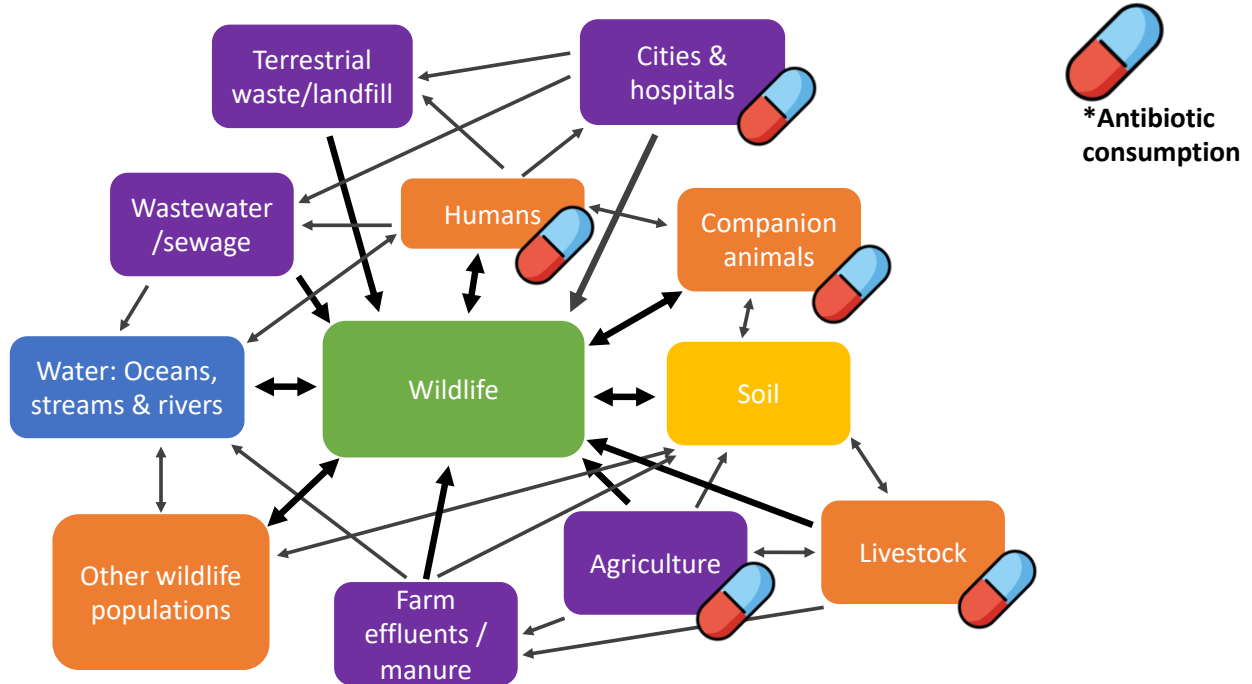 Terrestrial
waste/landfill
Cities &
hospitals
*Antibiotic
consumption
Wastewater
/sewage
Humans
Companion
animals
Water: Oceans,
streams & rivers
Wildlife
Soil
Other wildlife
populations
Farm
effluents /
manure
Agriculture
Livestock